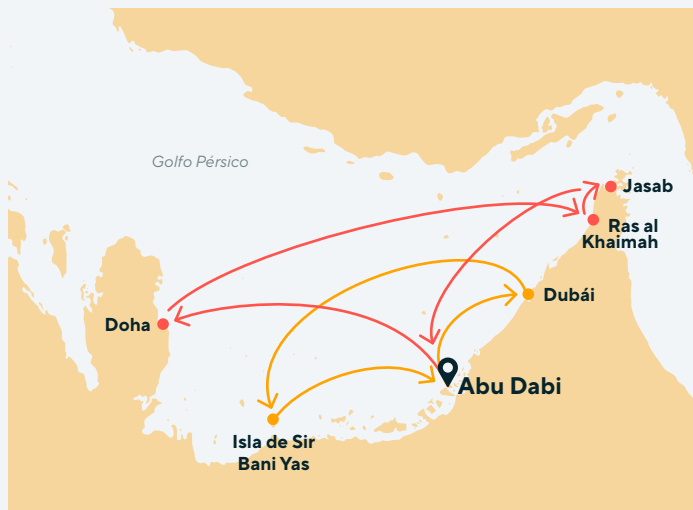 Golfo Pérsico
Jasab
Ras al
Khaimah
Dubái
Doha
Abu Dabi
Isla de Sir
Bani Yas